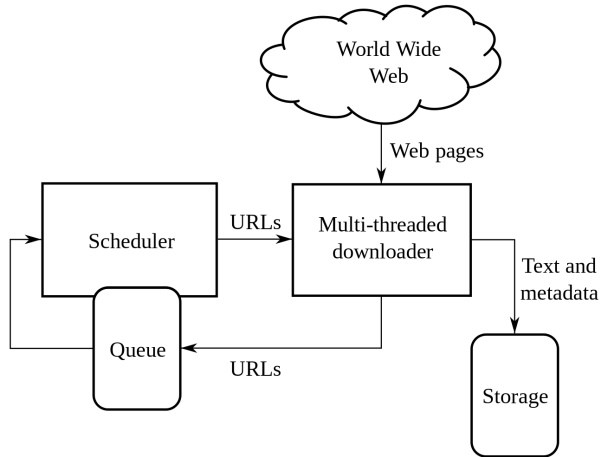 World Wide
Web
Web pages
Scheduler
URLs
Multi-threaded
downloader
Text and
metadata
Queue
URLs
Storage